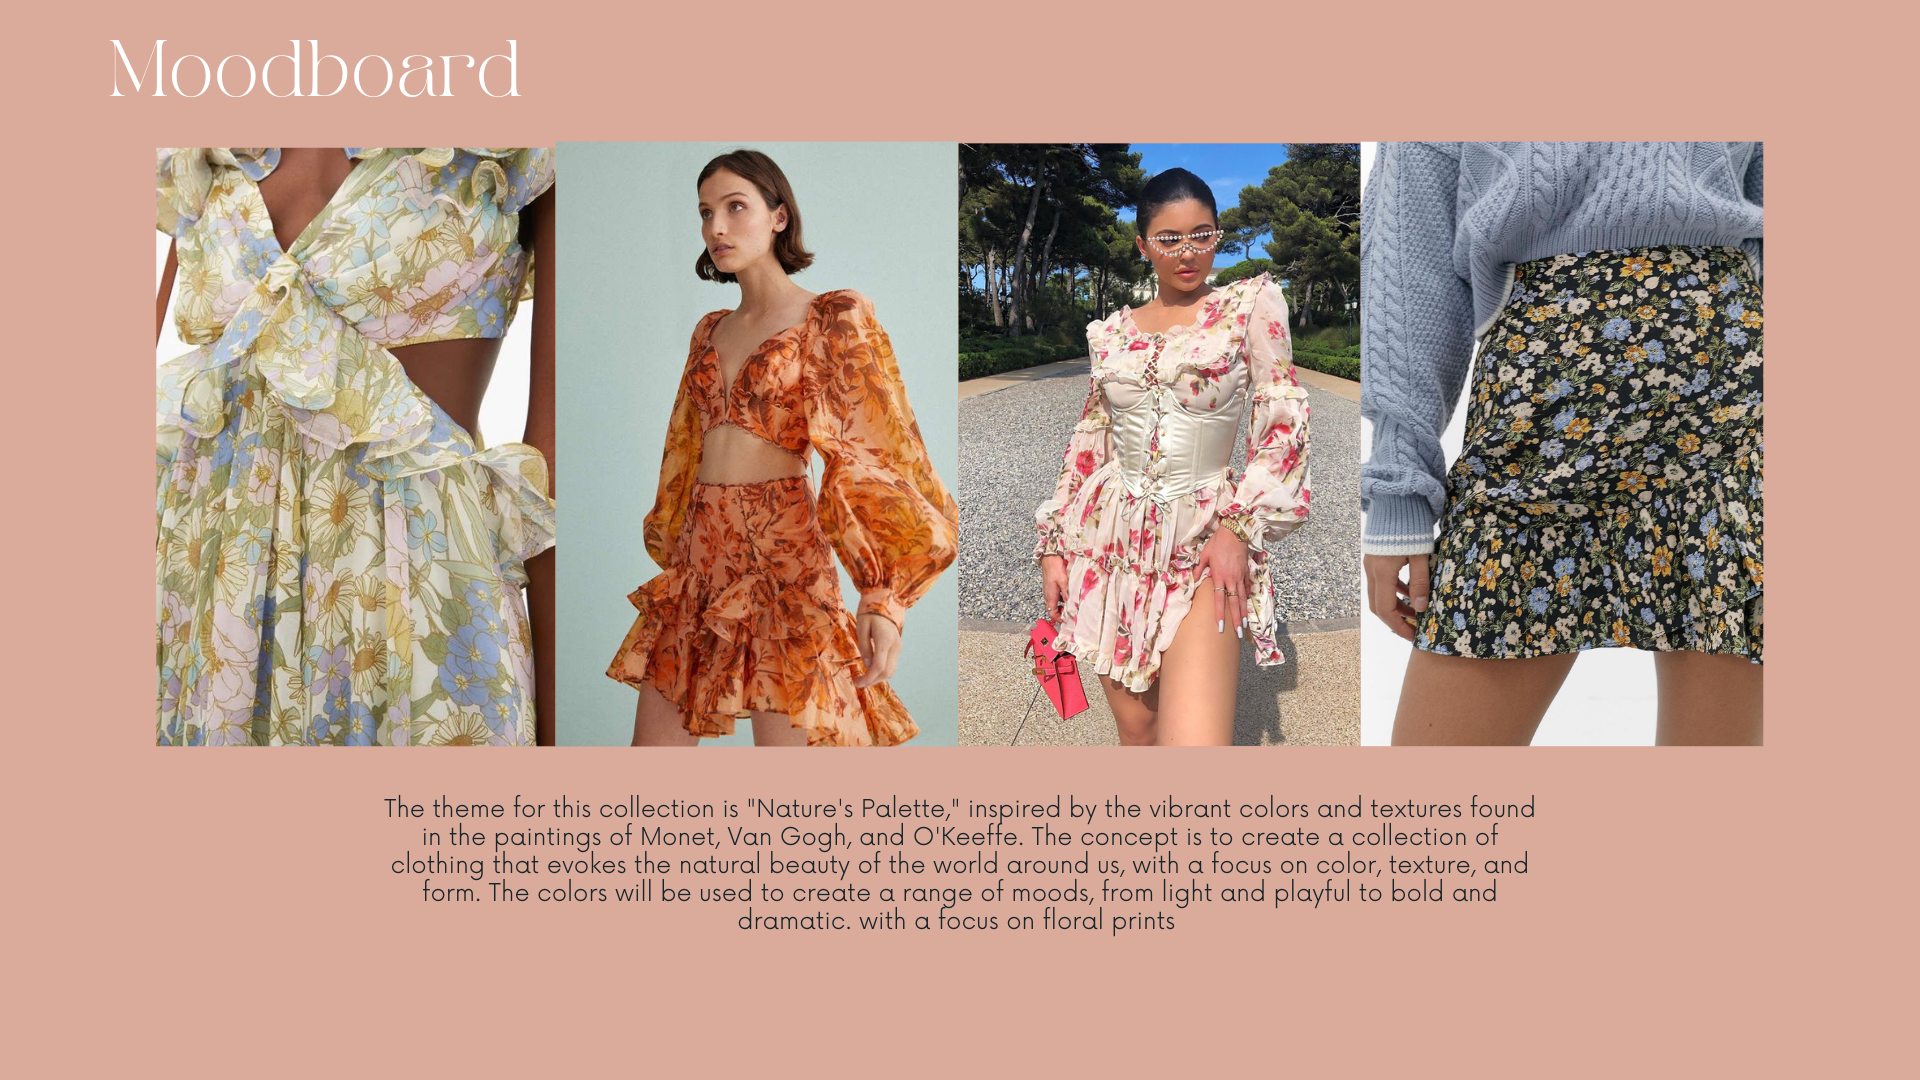 Moodboard
The theme for this collection is "Nature's Palette," inspired by the vibrant colors and textures found
in the paintings of Monet, Van Gogh, and O'Keeffe. The concept is to create a collection of
clothing that evokes the natural beauty of the world around us, with a focus on color, texture, and
form. The colors will be used to create a range of moods, from light and playful to bold and
dramatic. with a focus on floral prints